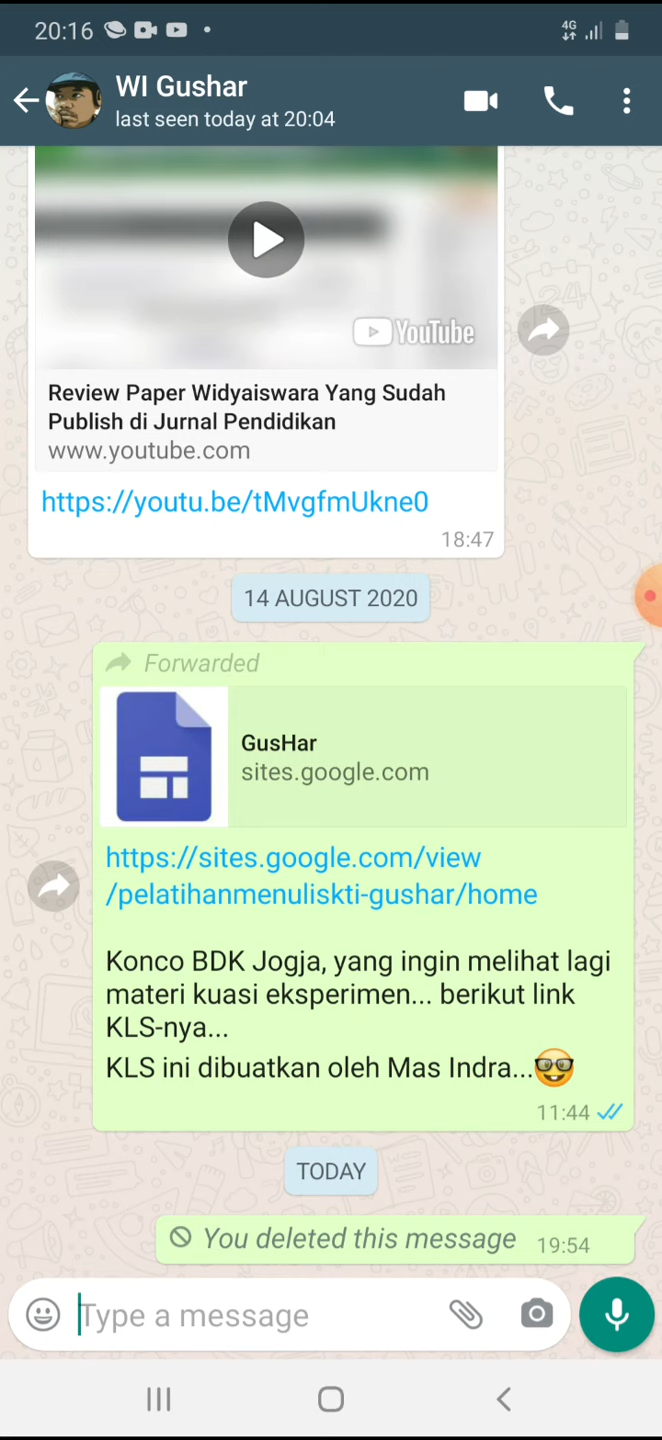 20:16
4G
WI Gushar
last seen today at 20:04
YouTube
Review Paper Widyaiswara Yang Sudah
Publish di Jurnal Pendidikan
www.youtube.com
https://youtu.be/tMvgfmUkne0
18:47
14 AUGUST 2020
Forwarded
GusHar
sites.google.com
https://sites.google.com/view
/pelatihanmenuliskti-gushar/home
Konco BDK Jogja, yang ingin melihat lagi
materi kuasi eksperimen... berikut link
KLS-nya...
KLS ini dibuatkan oleh Mas Indra...🤓
11:44
TODAY
You deleted this message 19:54
Type a message